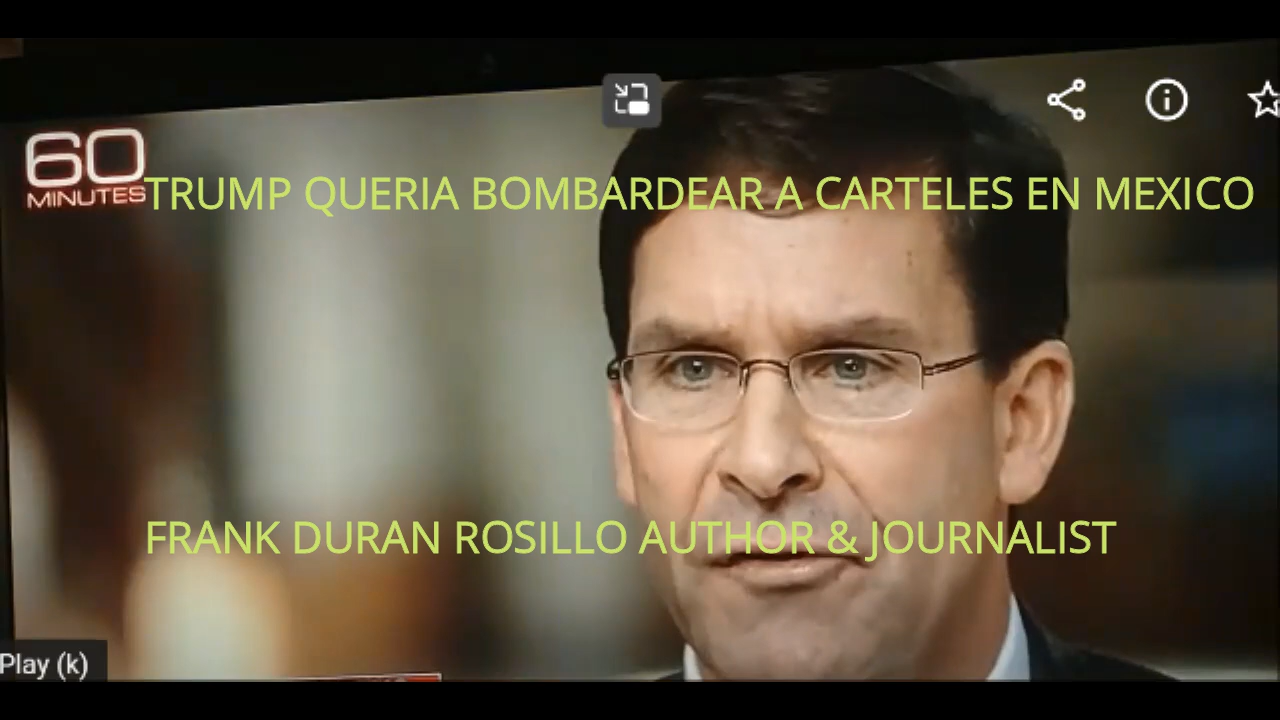 60
MINUTES
TRUMP QUERIA BOMBARDEAR A CARTELES EN MEXICO
FRANK DURAN ROSILLO AUTHOR & JOURNALIST
Play (k)